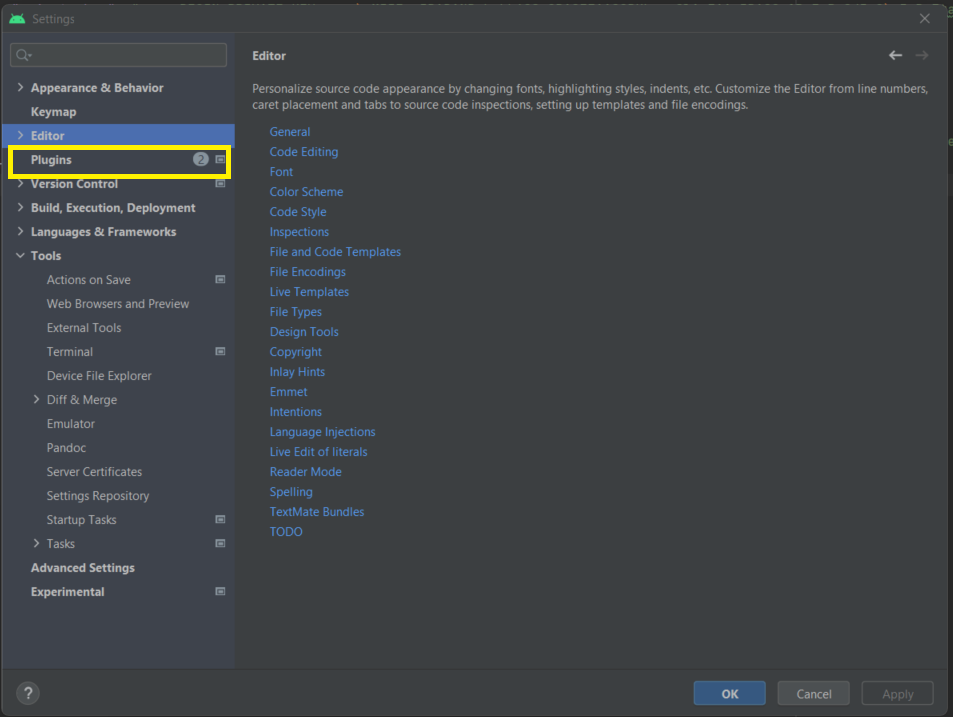 Settings
Appearance & Behavior
Keymap
Editor
Plugins 2
Version Control
Build, Execution, Deployment
Languages & Frameworks
Tools
Actions on Save
Web Browsers and Preview
External Tools
Terminal
Device File Explorer
Diff & Merge
Emulator
Pandoc
Server Certificates
Settings Repository
Startup Tasks
Tasks
Advanced Settings
Experimental
Editor
Personalize source code appearance by changing fonts, highlighting styles, indents, etc. Customize the Editor from line numbers,
caret placement and tabs to source code inspections, setting up templates and file encodings.
General
Code Editing
Font
Color Scheme
Code Style
Inspections
File and Code Templates
File Encodings
Live Templates
File Types
Design Tools
Copyright
Inlay Hints
Emmet
Intentions
Language Injections
Live Edit of literals
Reader Mode
Spelling
TextMate Bundles
TODO
?
OK
Cancel
Apply